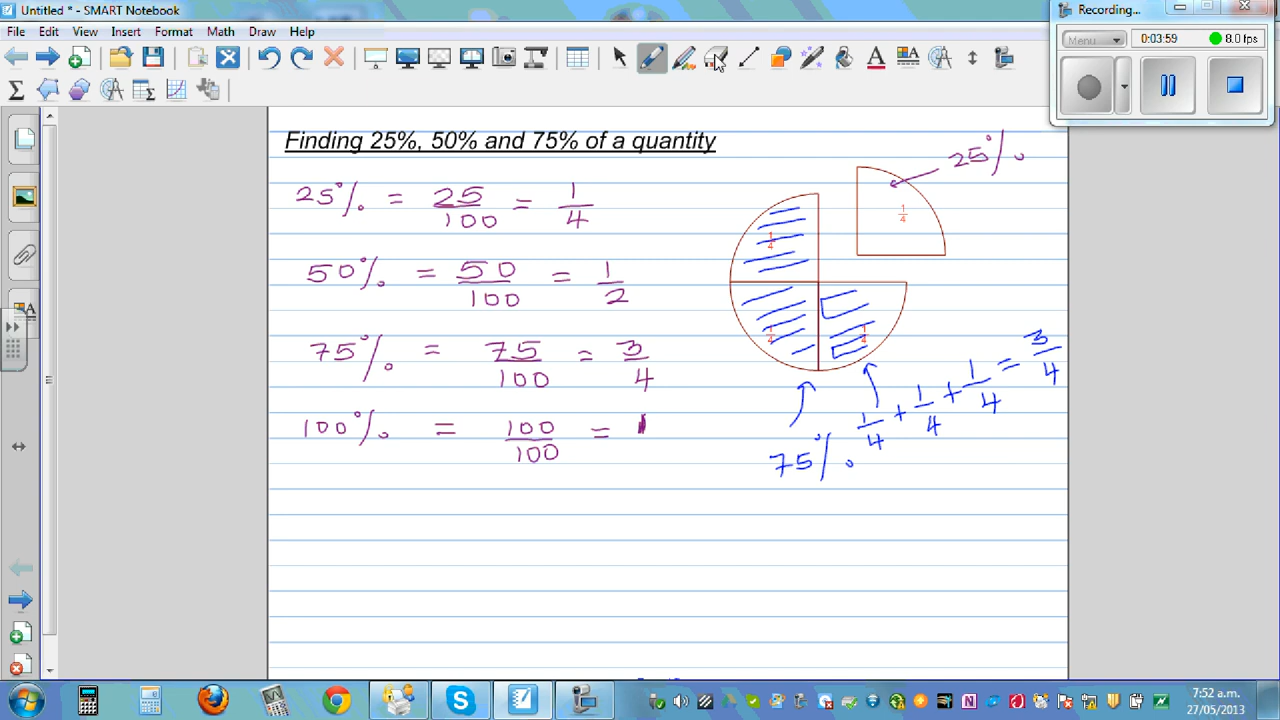 Untitled * - SMART Notebook
Recording...
File Edit View Insert Format Math Draw Help
Menu
0:03:59
8.0 fps
Finding 25%, 50% and 75% of a quantity
25% = 25/100 = 1/4
50% = 50/100 = 1/2
75% = 75/100 = 3/4
100% = 100/100 = 1
25%
1/4
1/4
1/4
1/4
1/4 + 1/4 + 1/4 = 3/4
75%
7:52 a.m.
27/05/2013